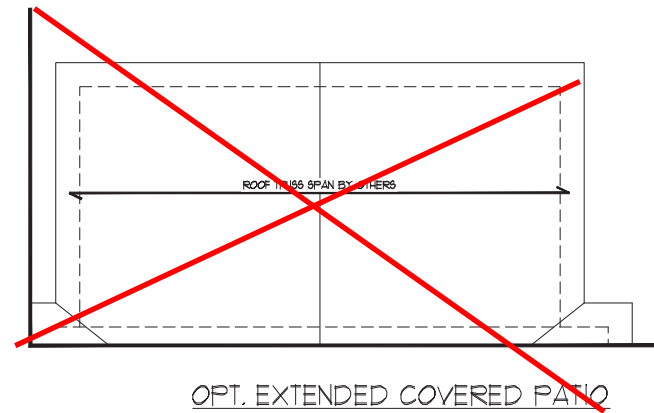 ROOF TRUSS SPAN BY OTHERS
OPT. EXTENDED COVERED PATIO